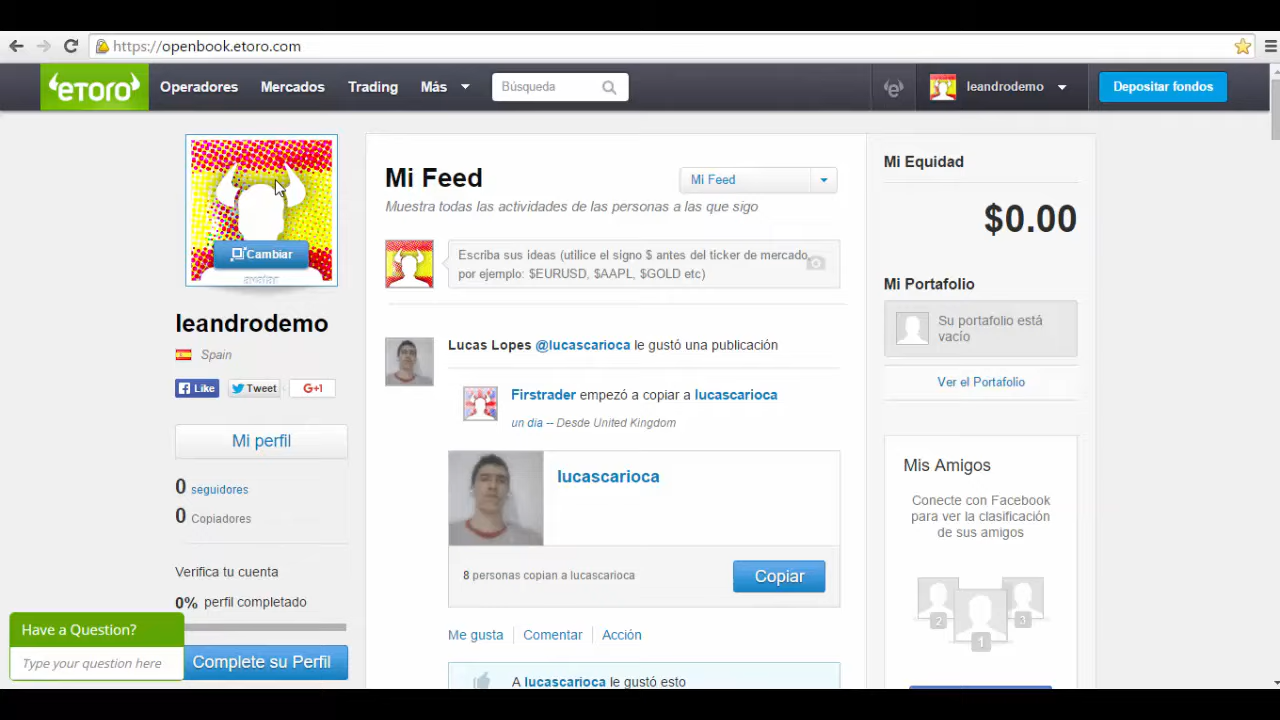 https://openbook.etoro.com
eToro
Operadores
Mercados
Trading
Más
Búsqueda
leandrodemo
Depositar fondos
Cambiar
leandrodemo
Spain
Like
Tweet
G+1
Mi perfil
0 seguidores
0 Copiadores
Verifica tu cuenta
0% perfil completado
Have a Question?
Type your question here
Complete su Perfil
Mi Feed
Mi Feed
Muestra todas las actividades de las personas a las que sigo
Escriba sus ideas (utilice el signo $ antes del ticker de mercado,
por ejemplo: $EURUSD, $AAPL, $GOLD etc)
Lucas Lopes @lucascarioca le gustó una publicación
Firstrader empezó a copiar a lucascarioca
un dia -- Desde United Kingdom
lucascarioca
8 personas copian a lucascarioca
Copiar
Me gusta
Comentar
Acción
A lucascarioca le gustó esto
Mi Equidad
$0.00
Mi Portafolio
Su portafolio está
vacío
Ver el Portafolio
Mis Amigos
Conecte con Facebook
para ver la clasificación
de sus amigos
2
1
3